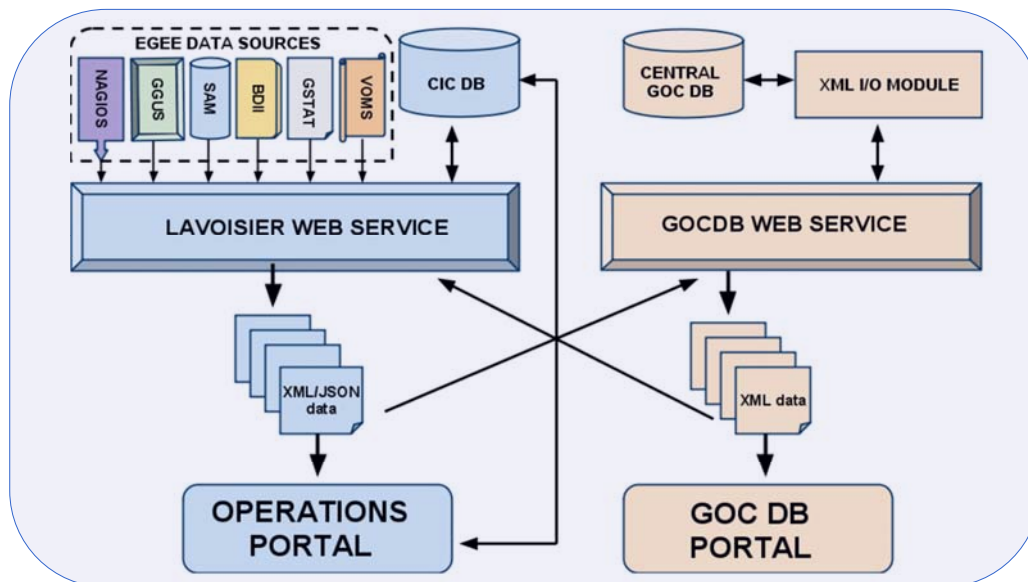 EGEE DATA SOURCES
NAGIOS
GGUS
SAM
BDII
GSTAT
VOMS
CIC DB
CENTRAL
GOC DB
XML I/O MODULE
LAVOISIER WEB SERVICE
GOCDB WEB SERVICE
XML/JSON
data
XML data
OPERATIONS
PORTAL
GOC DB
PORTAL